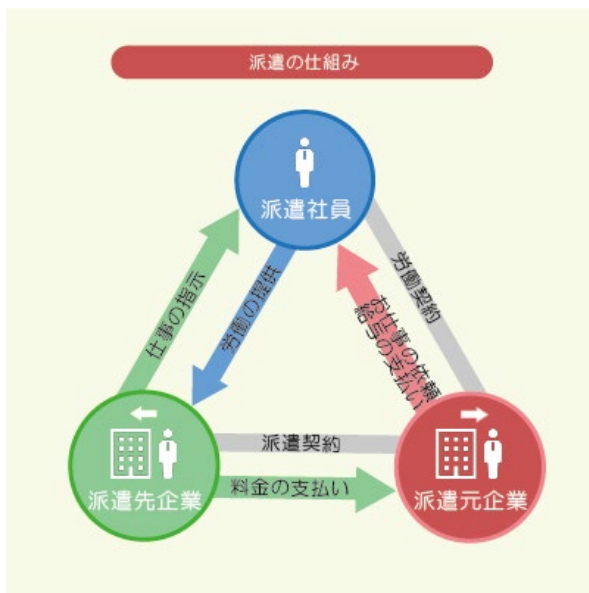 派遣の仕組み
派遣社員
仕事の指示
労働の提供
お仕事の依頼
給与の支払い
労働契約
派遣契約
料金の支払い
派遣先企業
派遣元企業